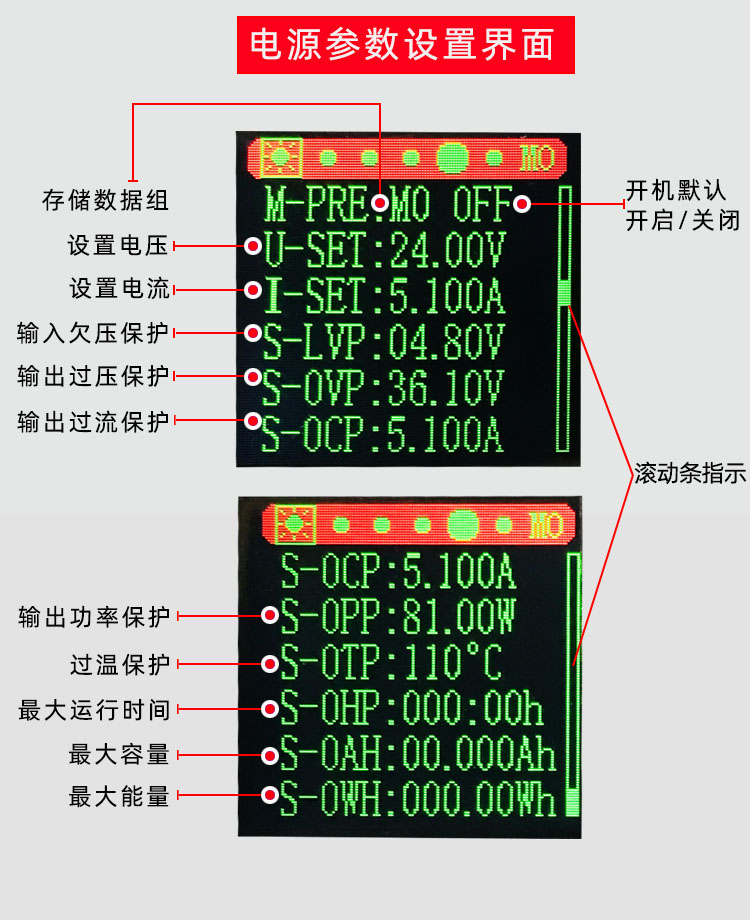 电源参数设置界面
MO
存储数据组
M-PRE:MO OFF
开机默认
开启/关闭
设置电压
U-SET:24.00V
设置电流
I-SET:5.100A
输入欠压保护
S-LVP:04.80V
输出过压保护
S-OVP:36.10V
输出过流保护
S-OCP:5.100A
滚动条指示
MO
S-OCP:5.100A
输出功率保护
S-OPP:81.00W
过温保护
S-OTP:110°C
最大运行时间
S-OHP:000:00h
最大容量
S-OAH:00.000Ah
最大能量
S-OWH:000.00Wh